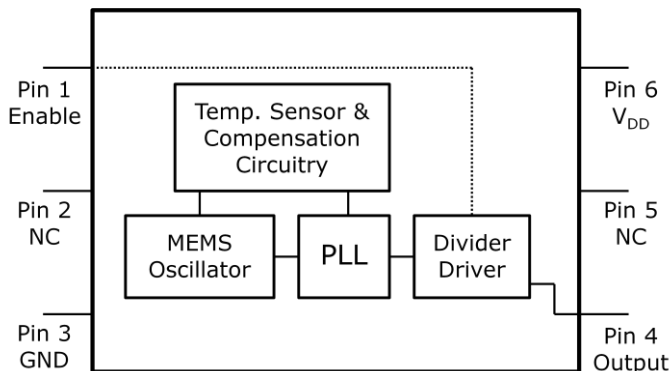 Pin 1
Enable
Pin 2
NC
Pin 3
GND
Temp. Sensor &
Compensation
Circuitry
MEMS
Oscillator
PLL
Divider
Driver
Pin 6
VDD
Pin 5
NC
Pin 4
Output